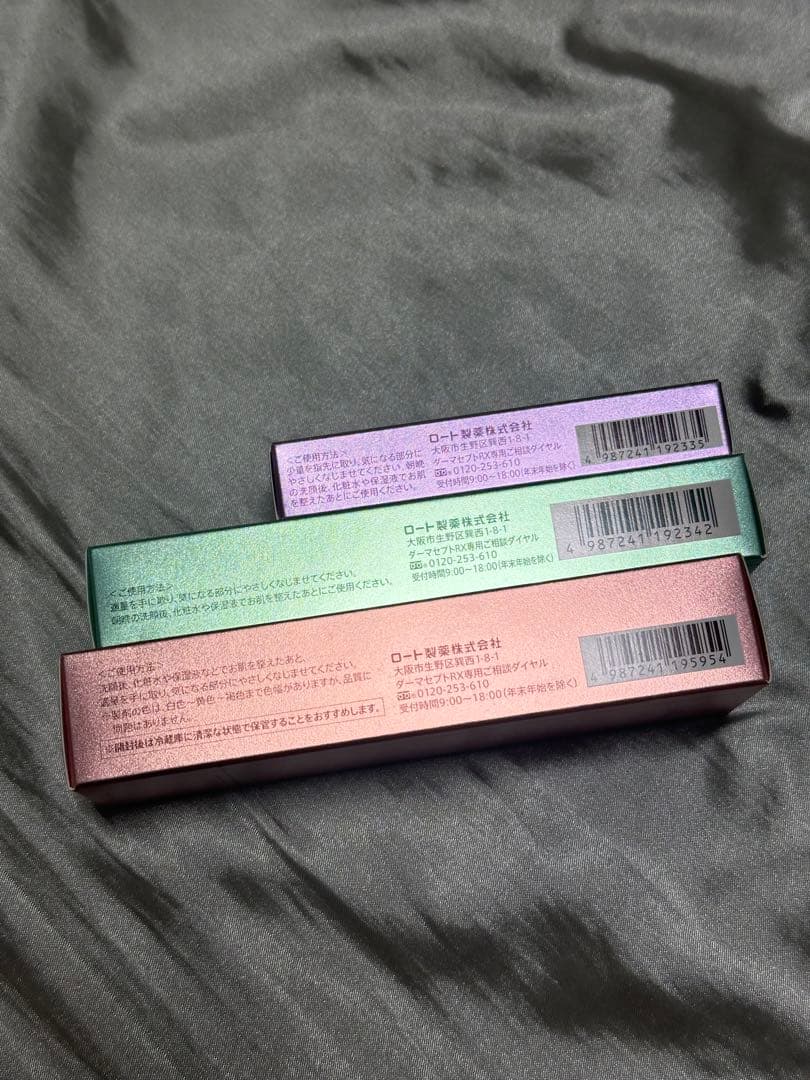 <ご使用方法>
少量を指先に取り、気になる部分に
やさしくなじませてください。朝晩
の洗顔後、化粧水や保湿液でお肌
を整えたあとにご使用ください。
ロート製薬株式会社
大阪市生野区巽西1-8-1
ダーマセプトRX専用ご相談ダイヤル
0120-253-610
受付時間9:00~18:00(年末年始を除く)
4 987241 192335
<ご使用方法>
適量を手に取り、気になる部分にやさしくなじませてください。
朝晩の洗顔後、化粧水や保湿液でお肌を整えたあとにご使用ください。
ロート製薬株式会社
大阪市生野区巽西1-8-1
ダーマセプトRX専用ご相談ダイヤル
0120-253-610
受付時間9:00~18:00(年末年始を除く)
4 987241 192342
<ご使用方法>
洗顔後、化粧水や保湿液などでお肌を整えたあと、
適量を手に取り、気になる部分にやさしくなじませてください。
※製剤の色は、白色~黄色~褐色まで色幅がありますが、品質に
問題はありません。
※開封後は冷蔵庫に清潔な状態で保管することをおすすめします。
ロート製薬株式会社
大阪市生野区巽西1-8-1
ダーマセプトRX専用ご相談ダイヤル
0120-253-610
受付時間9:00~18:00(年末年始を除く)
4 987241 195954